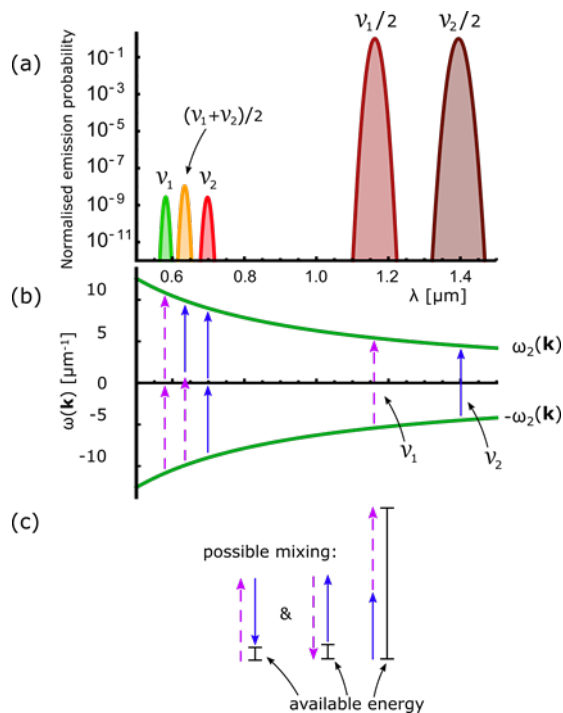 (a)
Normalised emission probability
10⁻¹
10⁻³
10⁻⁵
10⁻⁷
10⁻⁹
10⁻¹¹
ν₁/2
ν₂/2
(ν₁+ν₂)/2
ν₁
ν₂
0.6
0.8
1.0
1.2
1.4
λ [μm]
(b)
ω(k) [μm⁻¹]
10
5
0
-5
-10
ω₂(k)
-ω₂(k)
ν₁
ν₂
(c)
possible mixing:
&
available energy